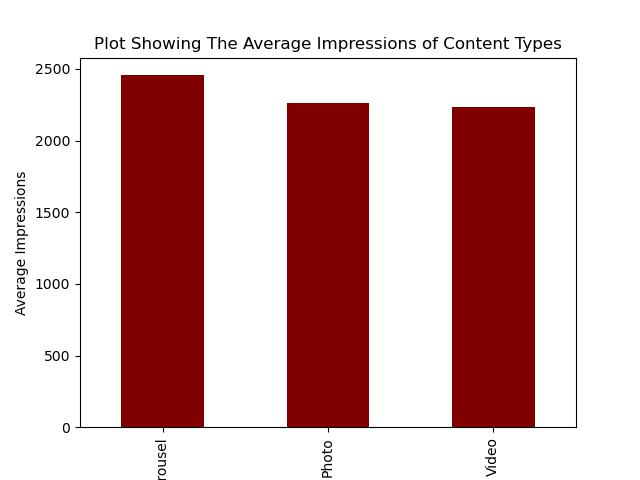 Plot Showing The Average Impressions of Content Types
Average Impressions
2500
2000
1500
1000
500
0
rousel
Photo
Video